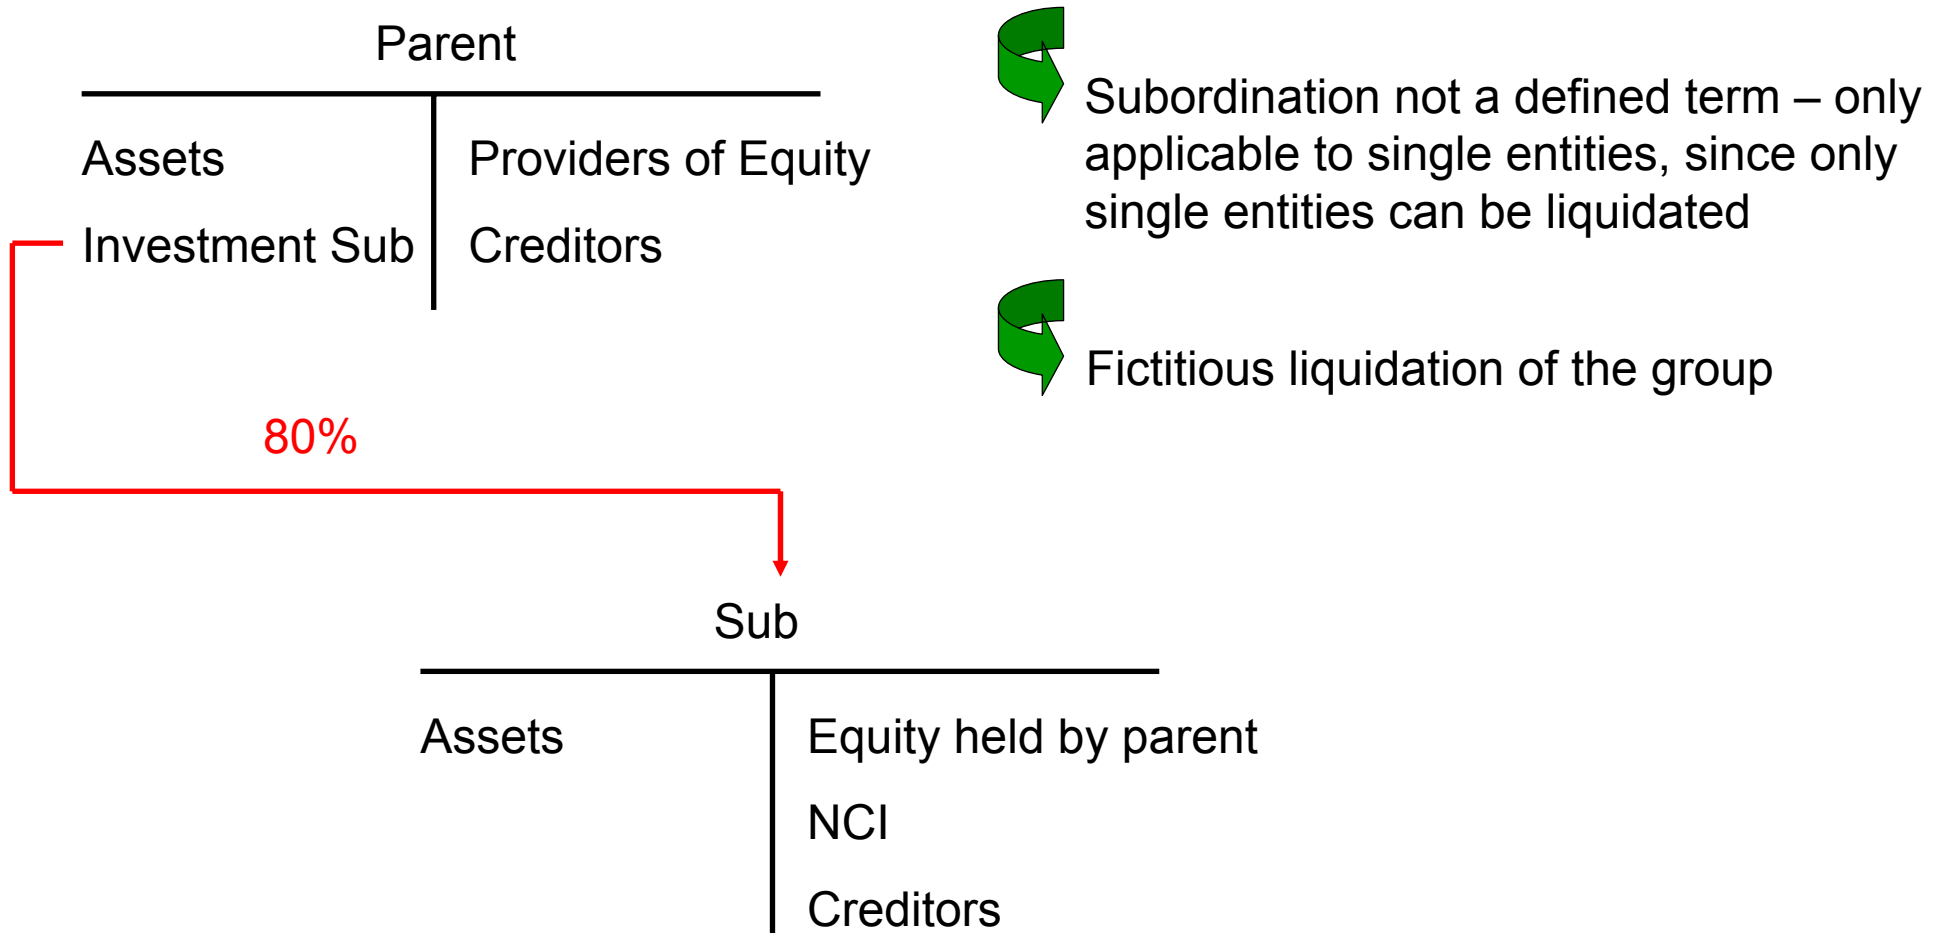 Parent
Assets
Providers of Equity
Investment Sub
Creditors
Subordination not a defined term – only
applicable to single entities, since only
single entities can be liquidated
Fictitious liquidation of the group
80%
Sub
Assets
Equity held by parent
NCI
Creditors